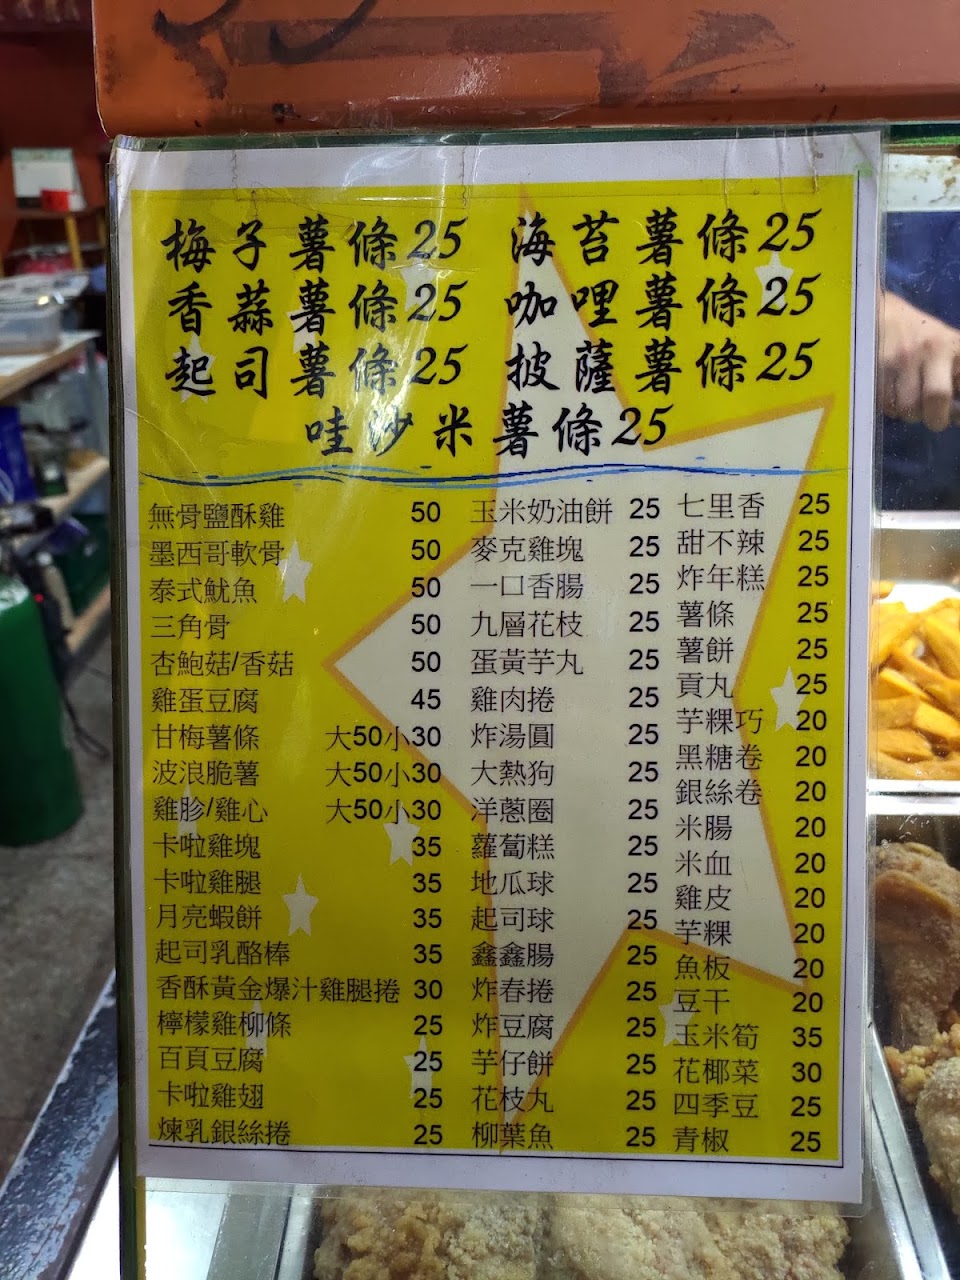 梅子薯條25 海苔薯條25
香蒜薯條25 咖哩薯條25
起司薯條25 披薩薯條25
哇沙米薯條25
無骨鹽酥雞 50
墨西哥軟骨 50
泰式魷魚 50
三角骨 50
杏鮑菇/香菇 50
雞蛋豆腐 45
甘梅薯條 大50小30
波浪脆薯 大50小30
雞胗/雞心 大50小30
卡啦雞塊 35
卡啦雞腿 35
月亮蝦餅 35
起司乳酪棒 35
香酥黃金爆汁雞腿捲 30
檸檬雞柳條 25
百頁豆腐 25
卡啦雞翅 25
煉乳銀絲捲 25
玉米奶油餅 25
麥克雞塊 25
一口香腸 25
九層花枝 25
蛋黃芋丸 25
雞肉捲 25
炸湯圓 25
大熱狗 25
洋蔥圈 25
蘿蔔糕 25
地瓜球 25
起司球 25
鑫鑫腸 25
炸春捲 25
炸豆腐 25
芋仔餅 25
花枝丸 25
柳葉魚 25
七里香 25
甜不辣 25
炸年糕 25
薯條 25
薯餅 25
貢丸 25
芋粿巧 20
黑糖卷 20
銀絲卷 20
米腸 20
米血 20
雞皮 20
芋粿 20
魚板 20
豆干 20
玉米筍 35
花椰菜 30
四季豆 25
青椒 25